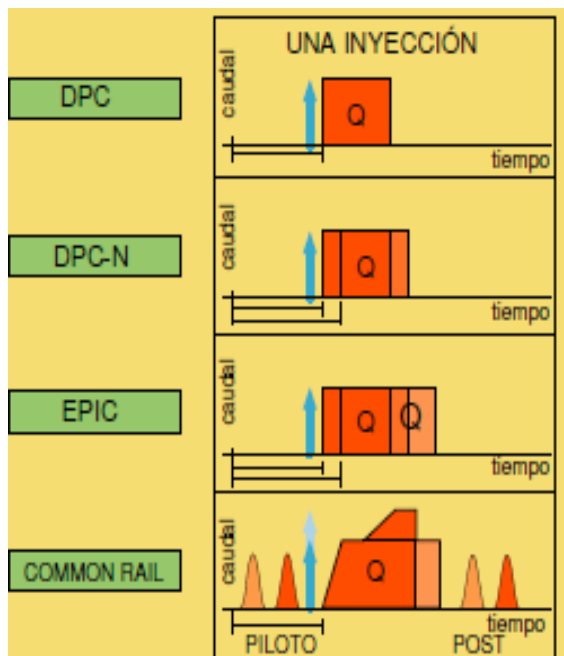 UNA INYECCIÓN
DPC
caudal
Q
tiempo
DPC-N
caudal
Q
tiempo
EPIC
caudal
Q Q
tiempo
COMMON RAIL
caudal
Q
tiempo
PILOTO POST